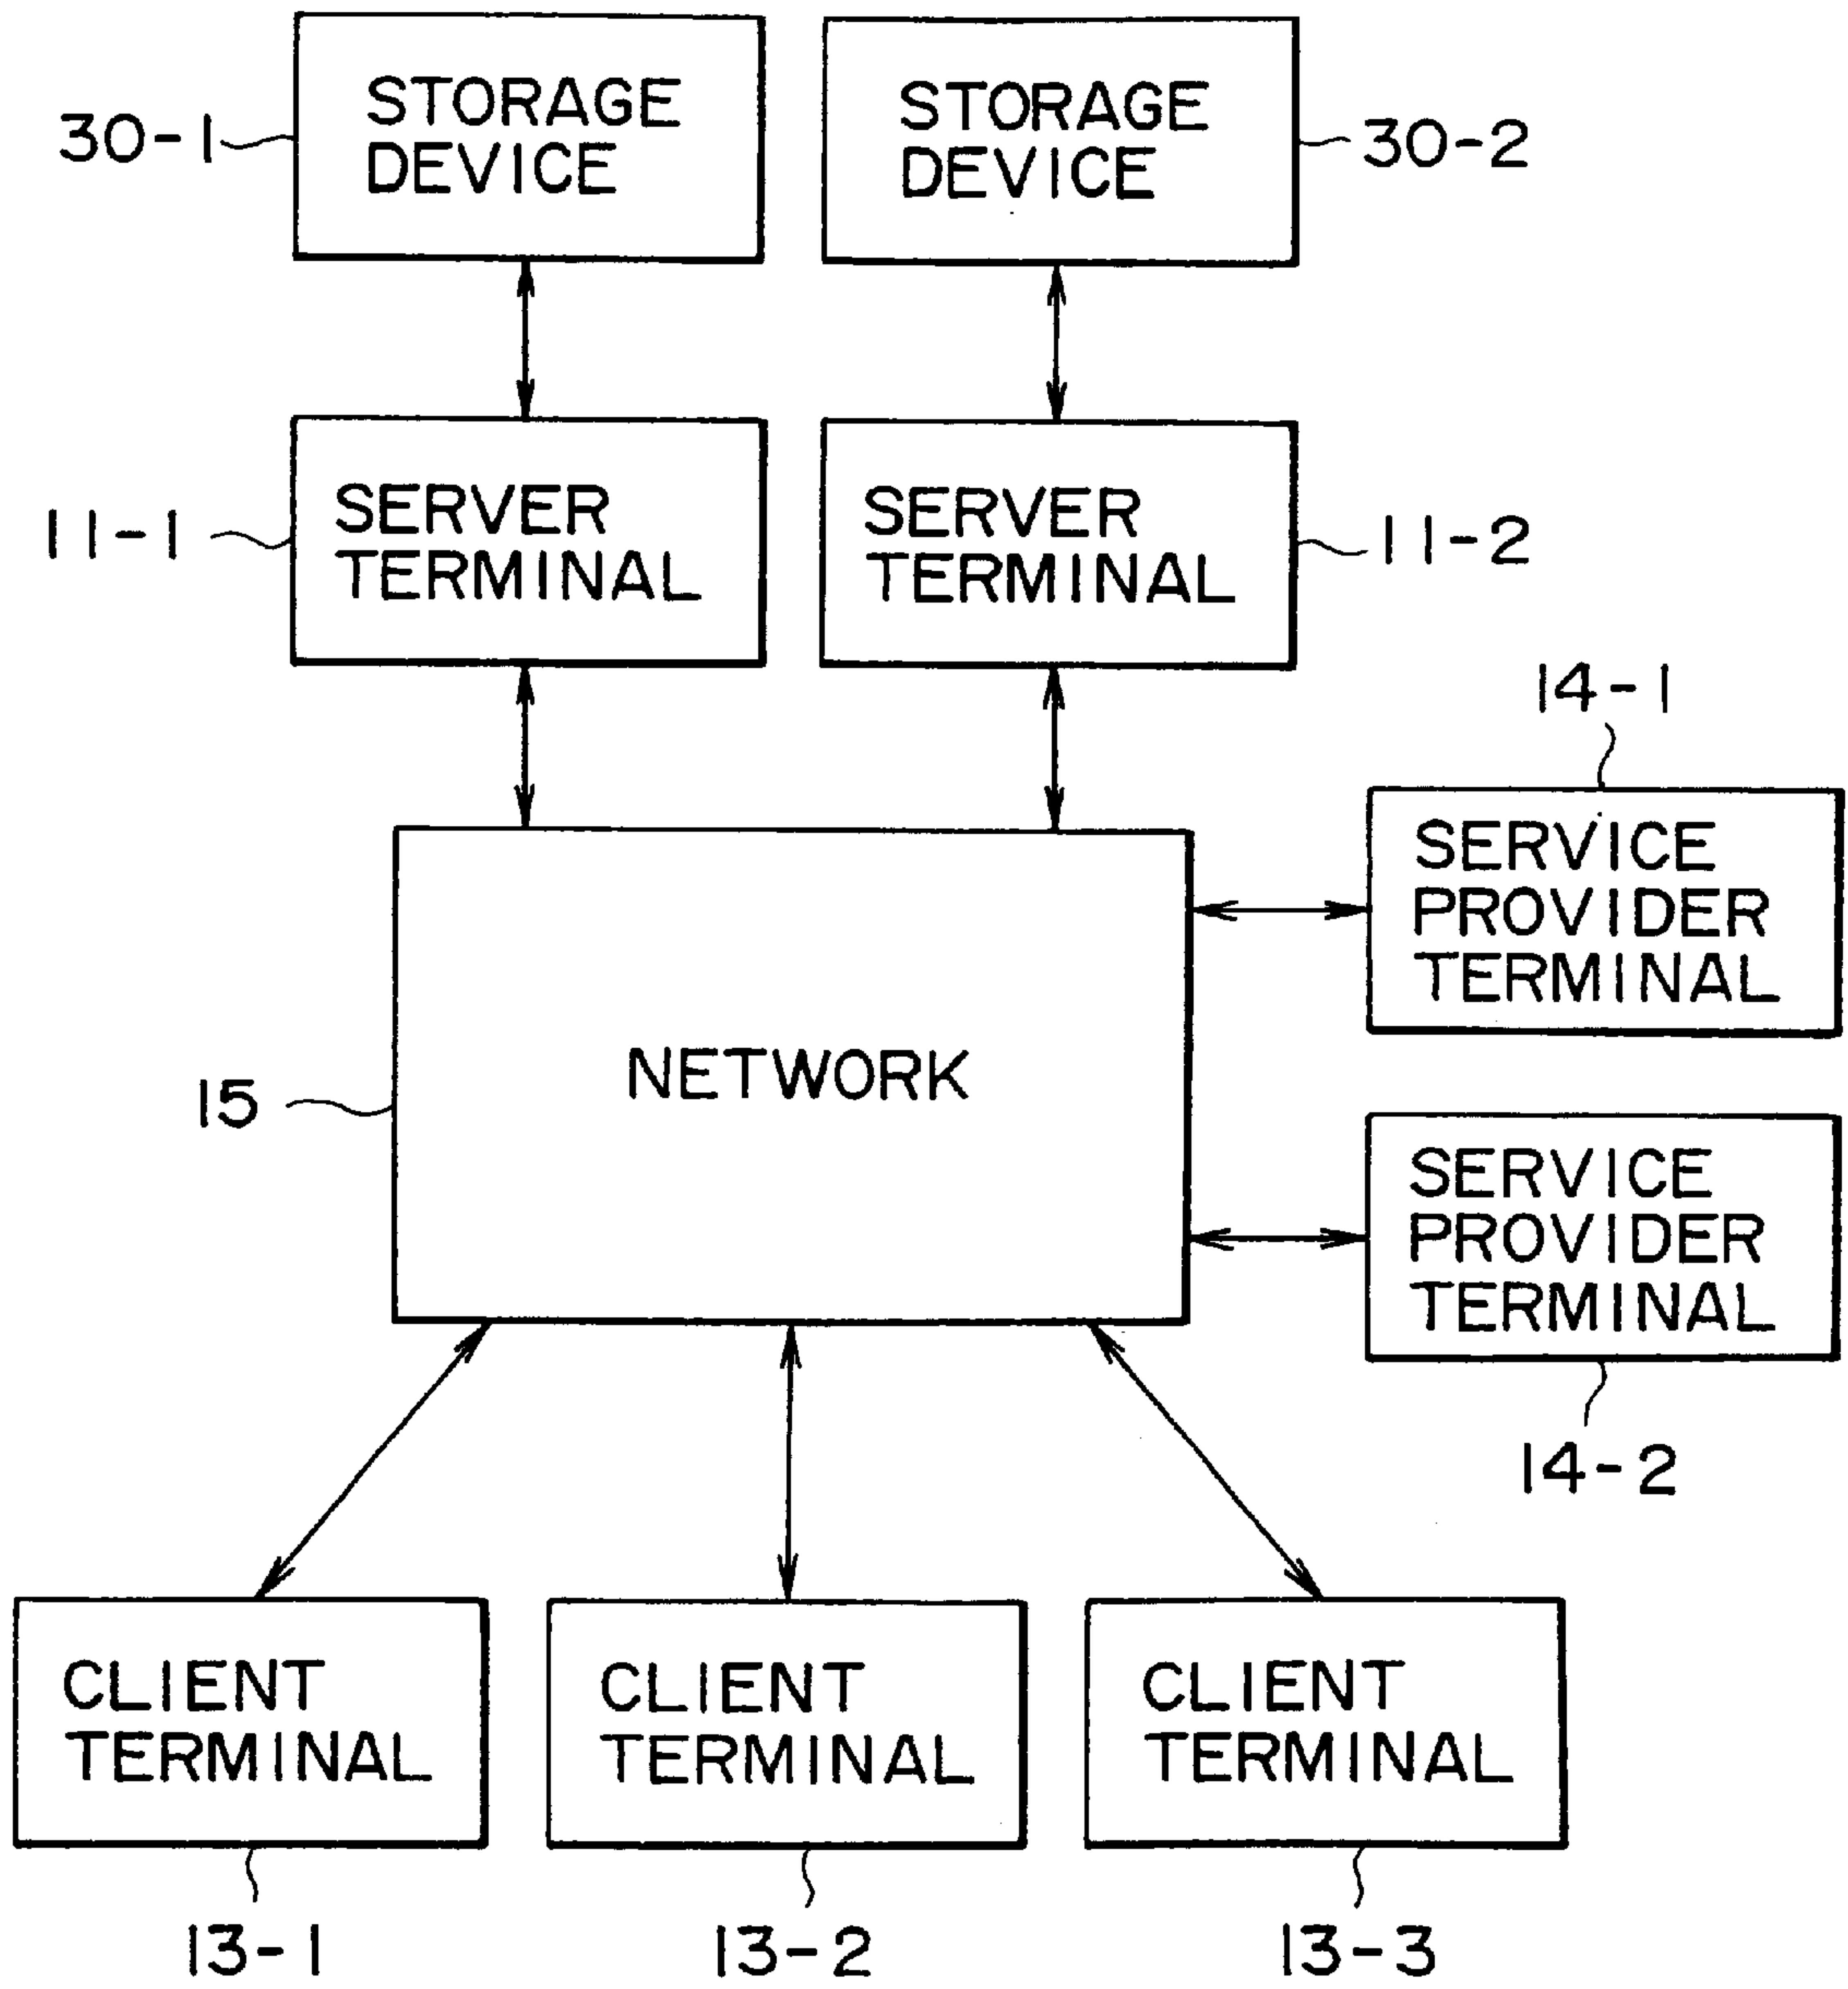 STORAGE
DEVICE
30-1
STORAGE
DEVICE
30-2
SERVER
TERMINAL
11-1
SERVER
TERMINAL
11-2
14-1
SERVICE
PROVIDER
TERMINAL
NETWORK
15
SERVICE
PROVIDER
TERMINAL
14-2
CLIENT
TERMINAL
CLIENT
TERMINAL
CLIENT
TERMINAL
13-1
13-2
13-3